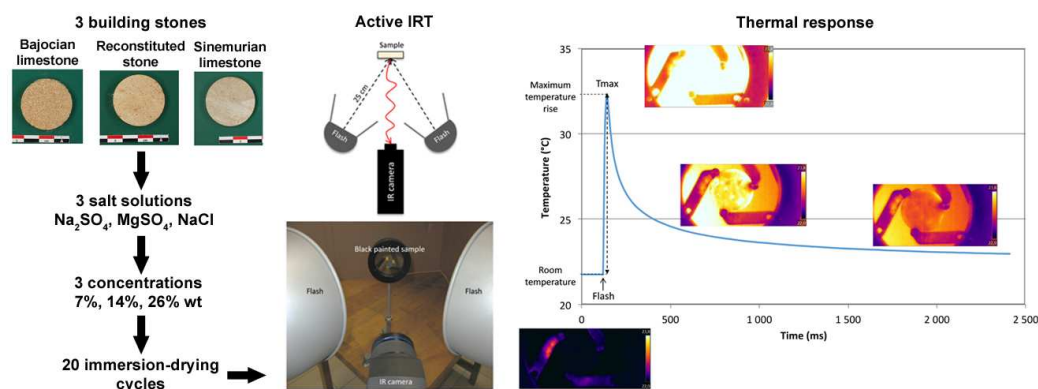 3 building stones
Bajocian
limestone
Reconstituted
stone
Sinemurian
limestone
3 salt solutions
Na₂SO₄, MgSO₄, NaCl
3 concentrations
7%, 14%, 26% wt
20 immersion-drying
cycles
Active IRT
Sample
25 cm
Flash
Flash
IR camera
Black painted sample
Flash
Flash
IR camera
Thermal response
35
33
30
25
20
Temperature (°C)
Maximum
temperature
rise
Tmax
Room
temperature
Flash
0
500
1 000
1 500
2 000
2 500
Time (ms)